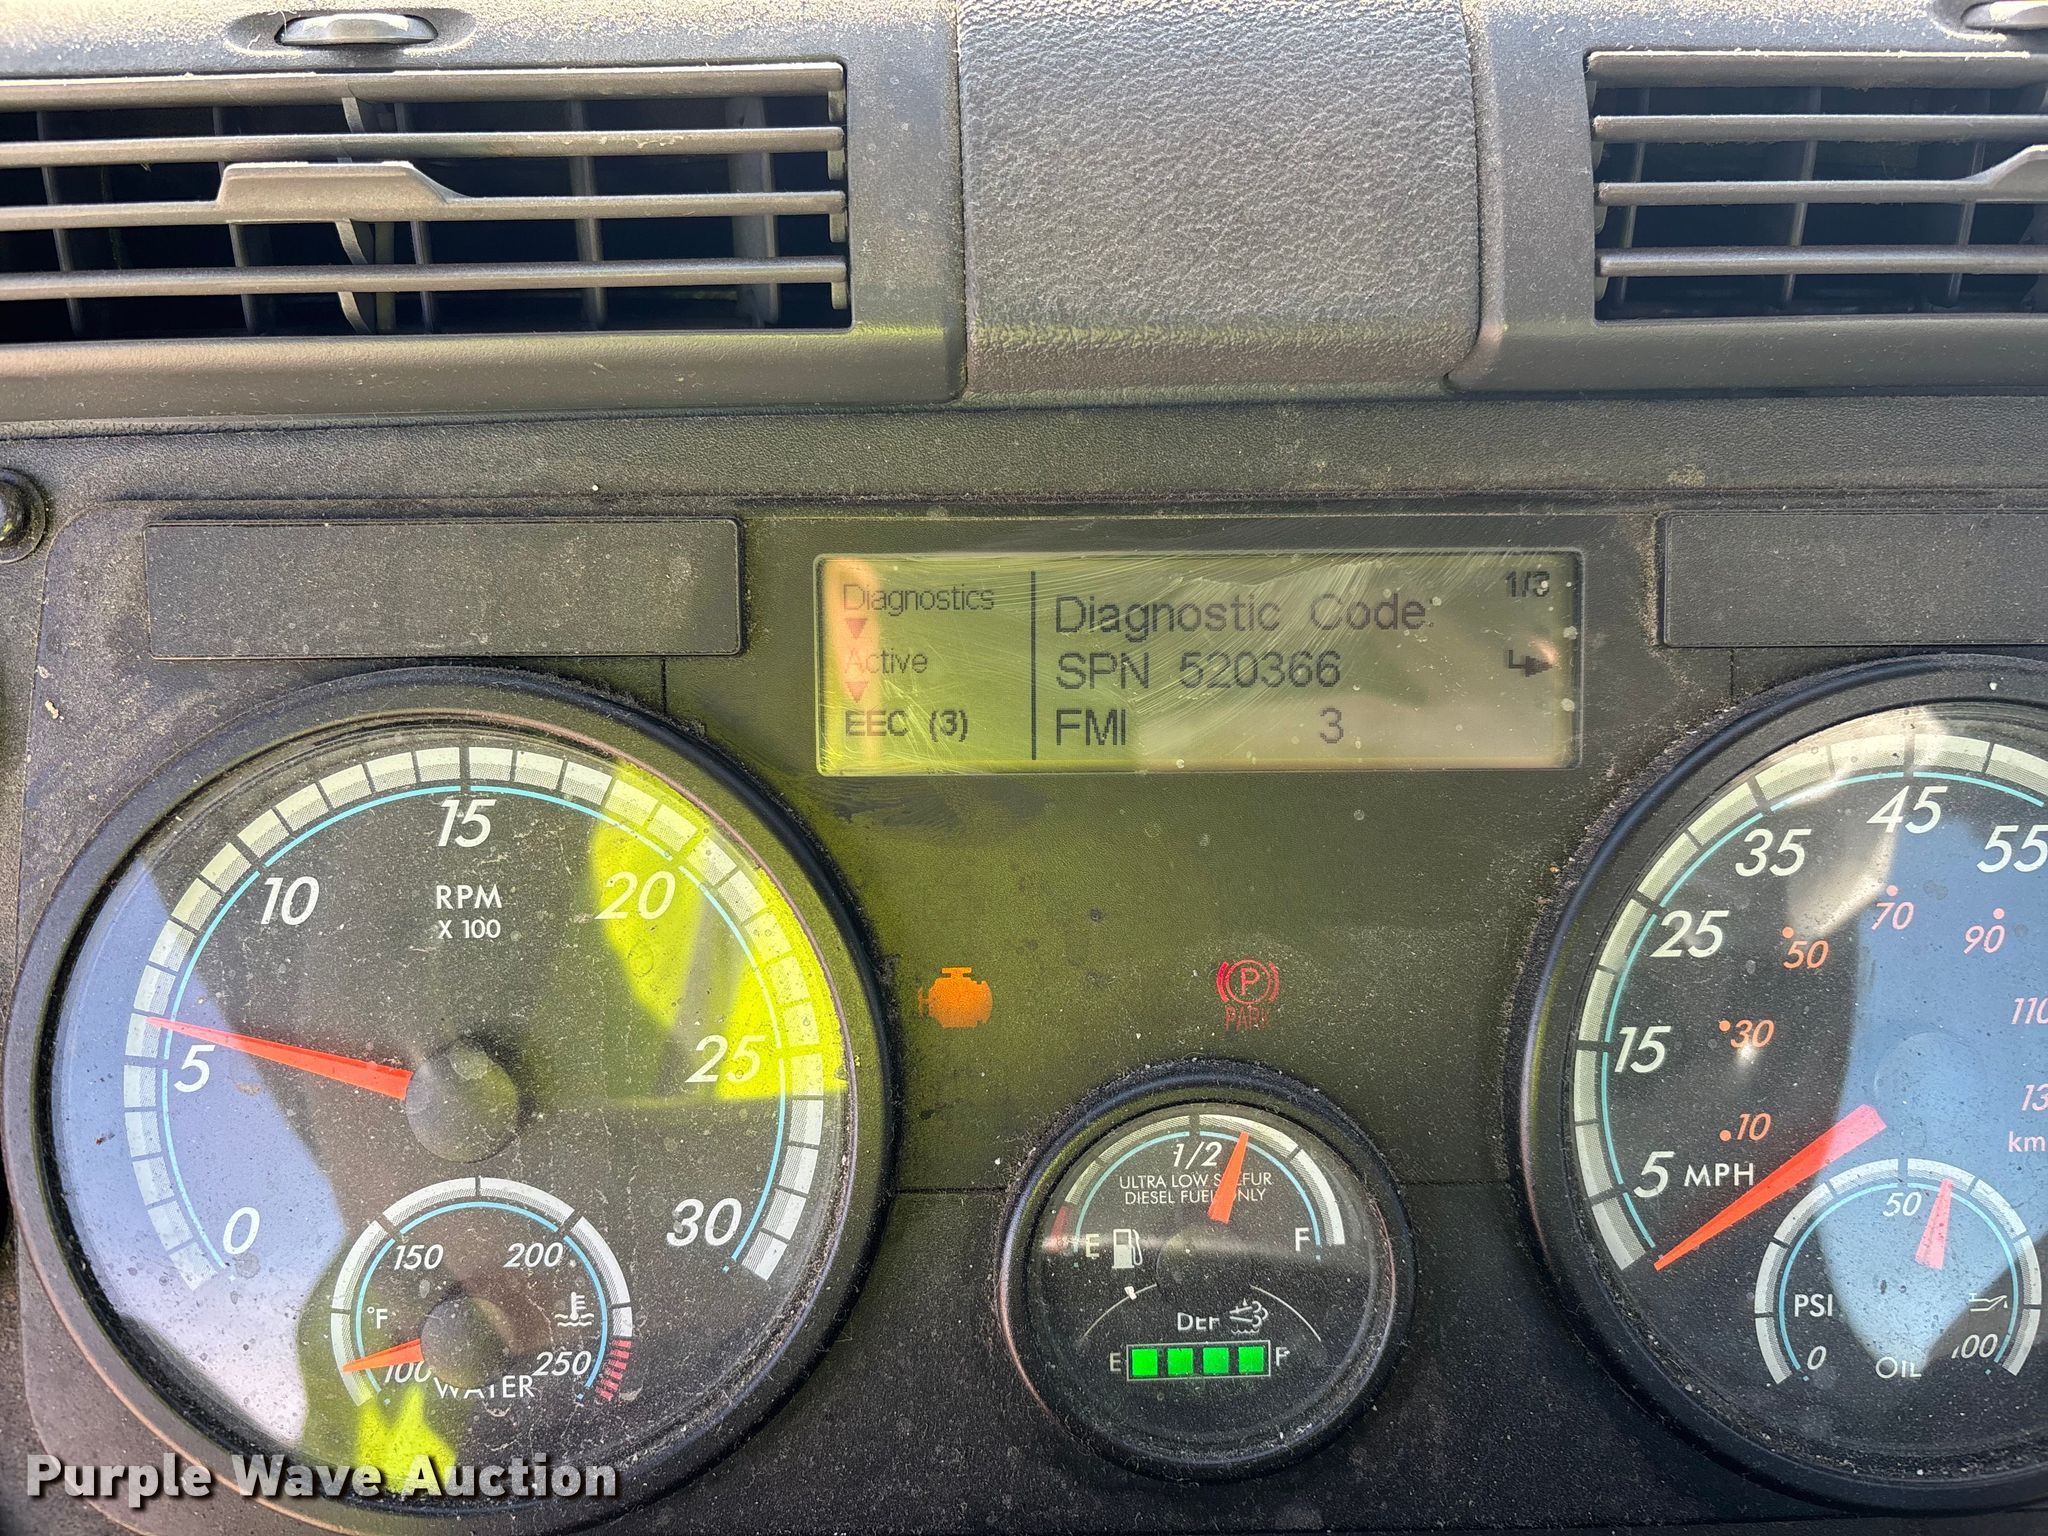 Diagnostics
Active
EEC (3)
Diagnostic Code:
SPN 520366
FMI 3
1/3
0
5
10
15
20
25
30
RPM
X 100
150
200
°F
100
250
WATER
PARK
1/2
ULTRA LOW SULFUR
DIESEL FUEL ONLY
E
F
DEF
E
F
5
15
25
35
45
55
MPH
10
30
50
70
90
110
km
50
PSI
0
100
OIL
Purple Wave Auction